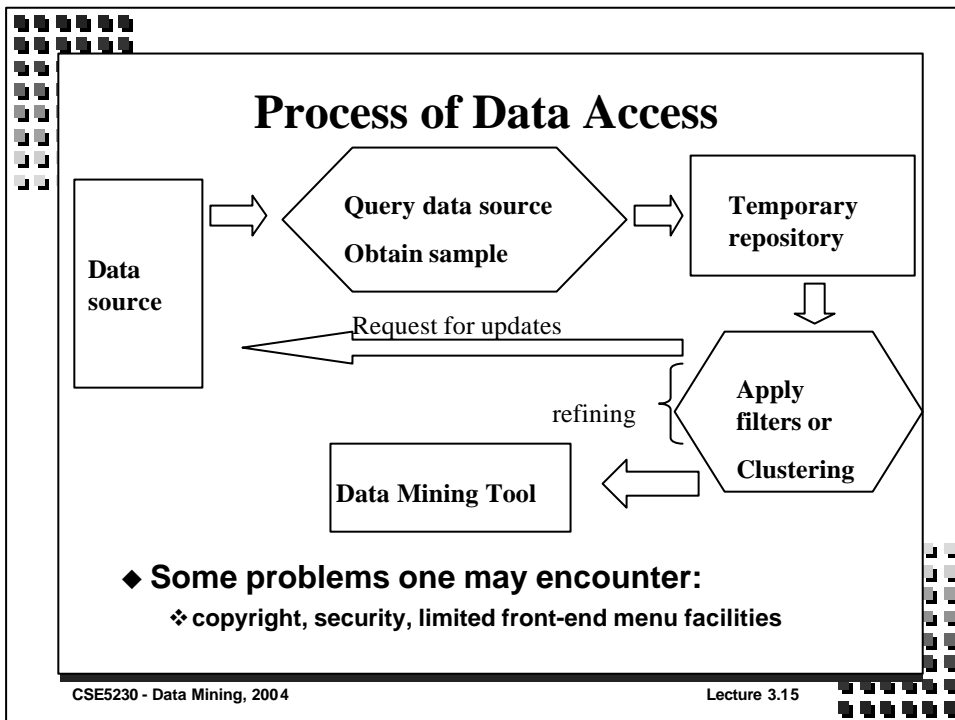 Process of Data Access
Data
source
Query data source
Obtain sample
Temporary
repository
Request for updates
refining
Apply
filters or
Clustering
Data Mining Tool
◆ Some problems one may encounter:
❖ copyright, security, limited front-end menu facilities
CSE5230 - Data Mining, 2004
Lecture 3.15